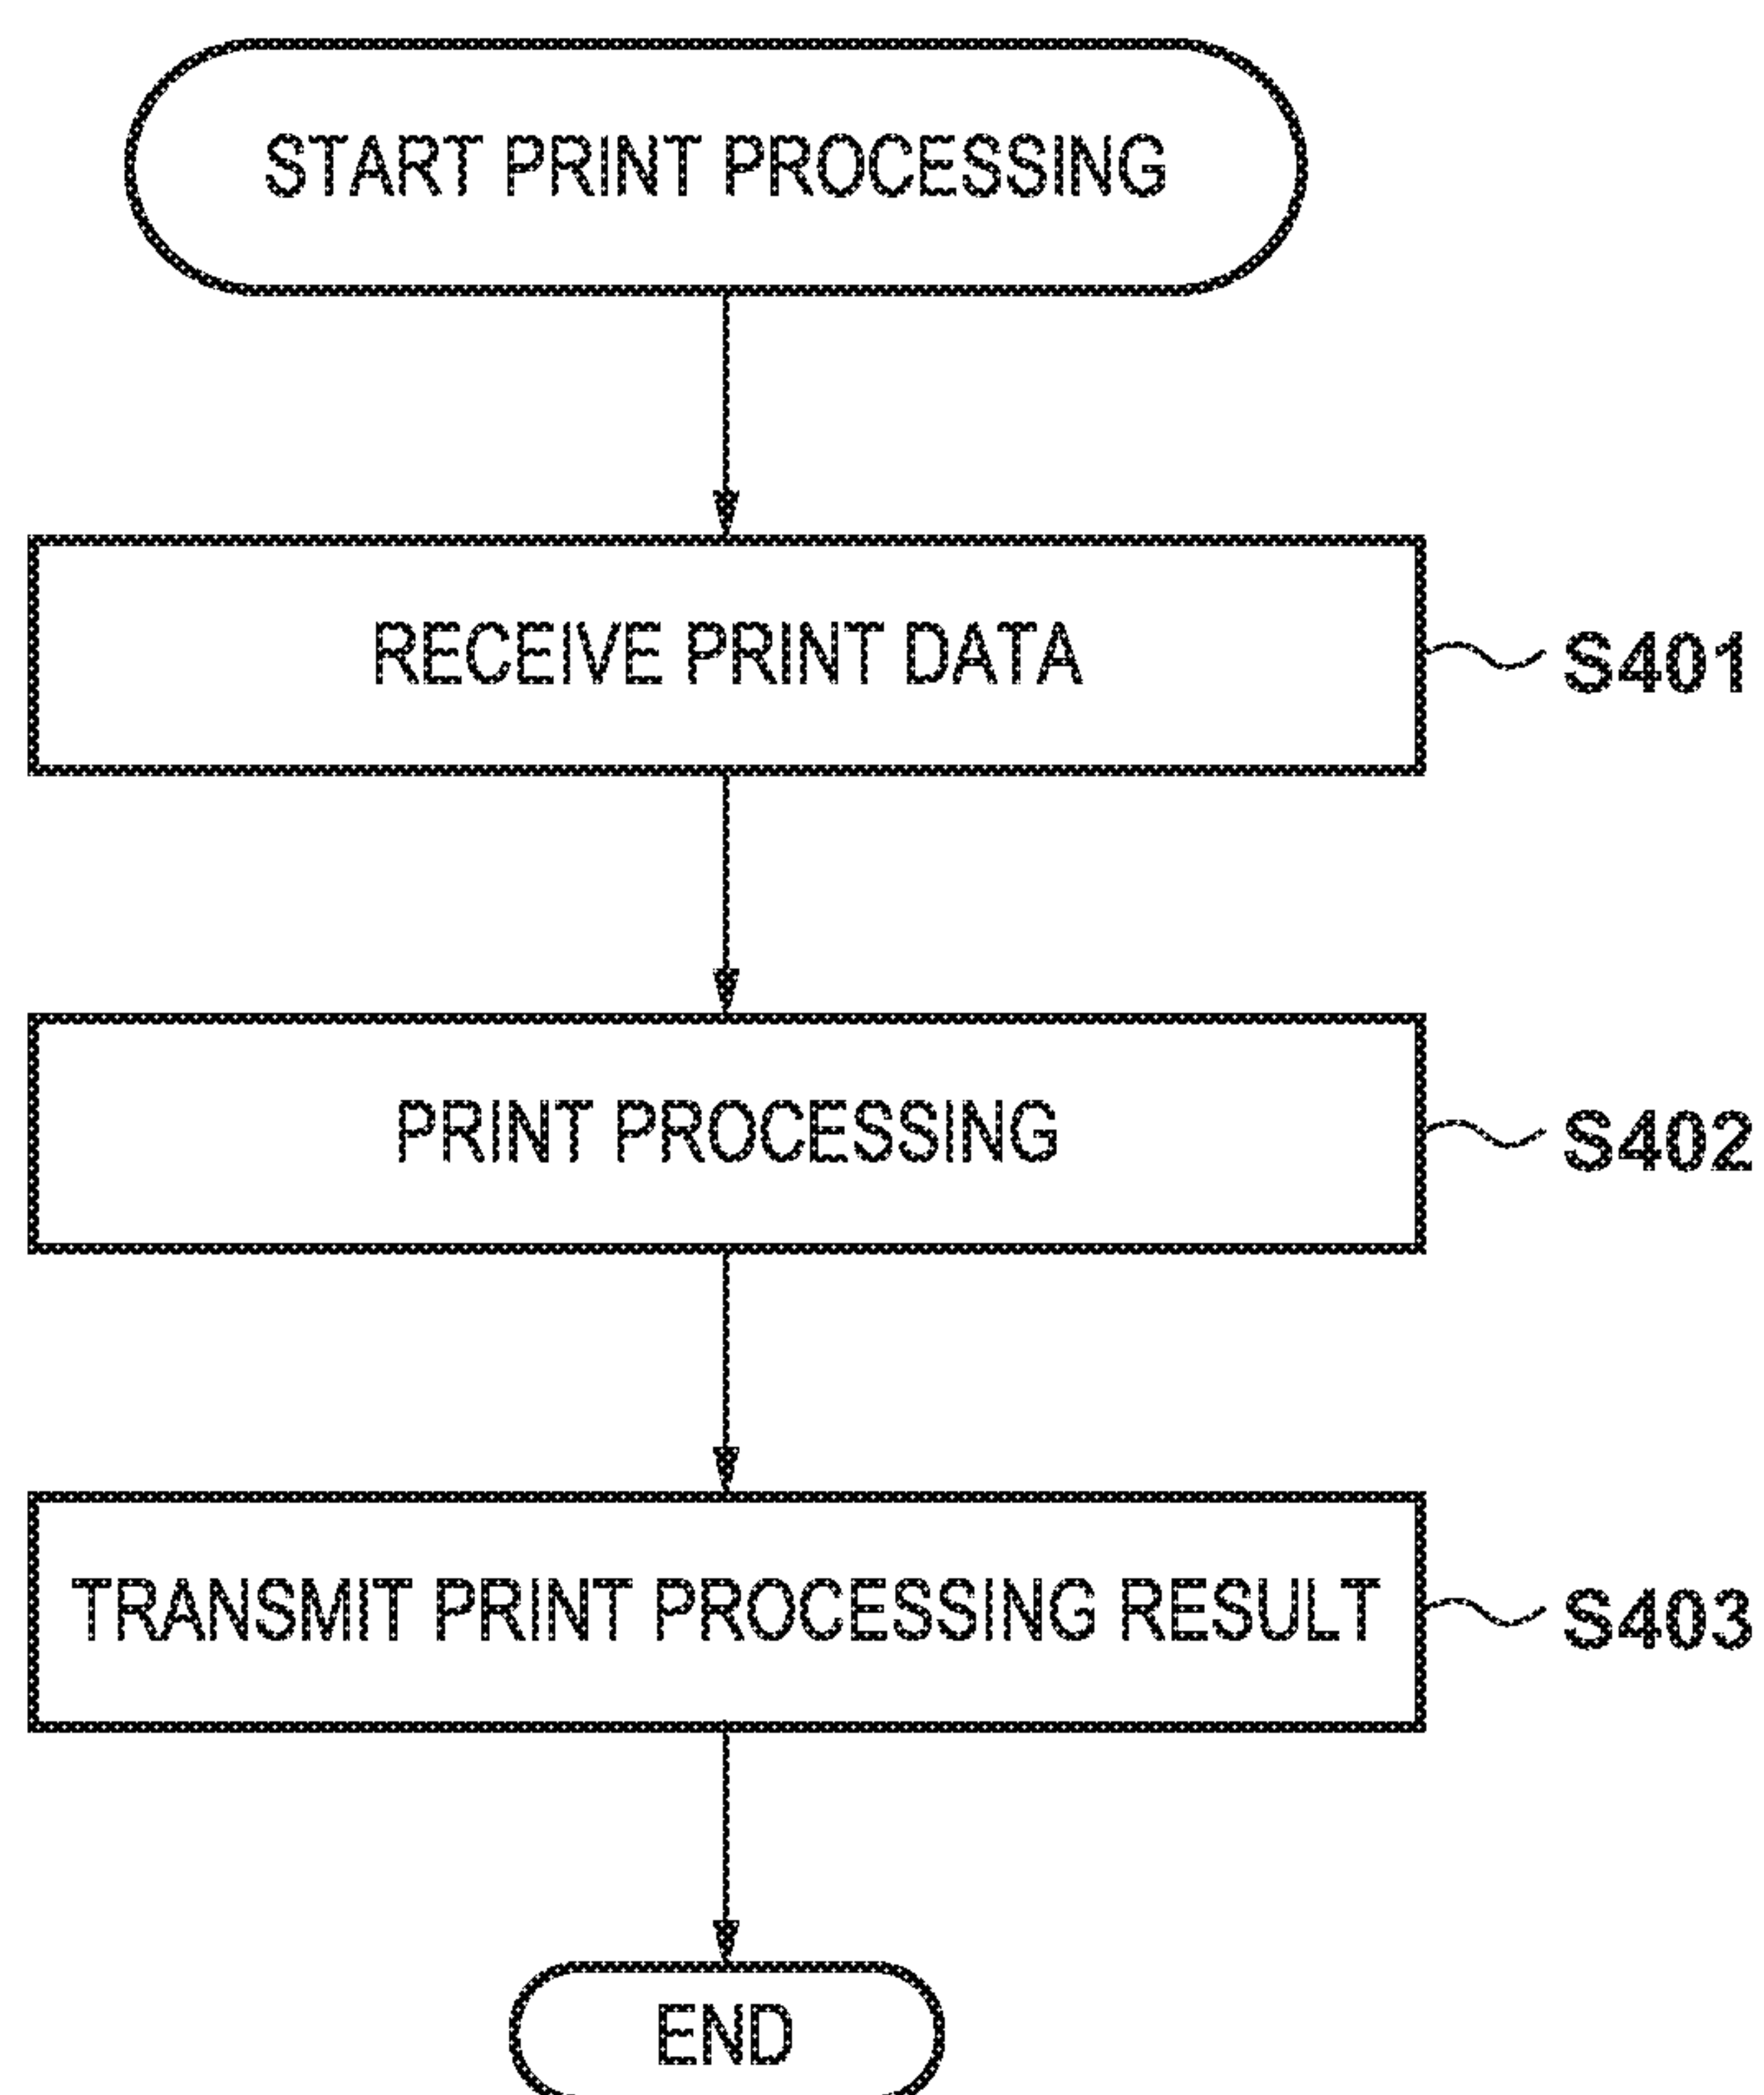 START PRINT PROCESSING
RECEIVE PRINT DATA
S401
PRINT PROCESSING
S402
TRANSMIT PRINT PROCESSING RESULT
S403
END